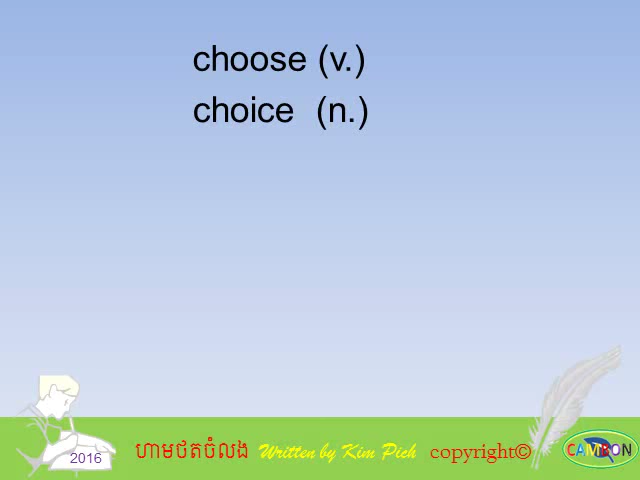 choose (v.)
choice (n.)
2016
ហាមថតចំលង Written by Kim Pich copyright©
CAMBON